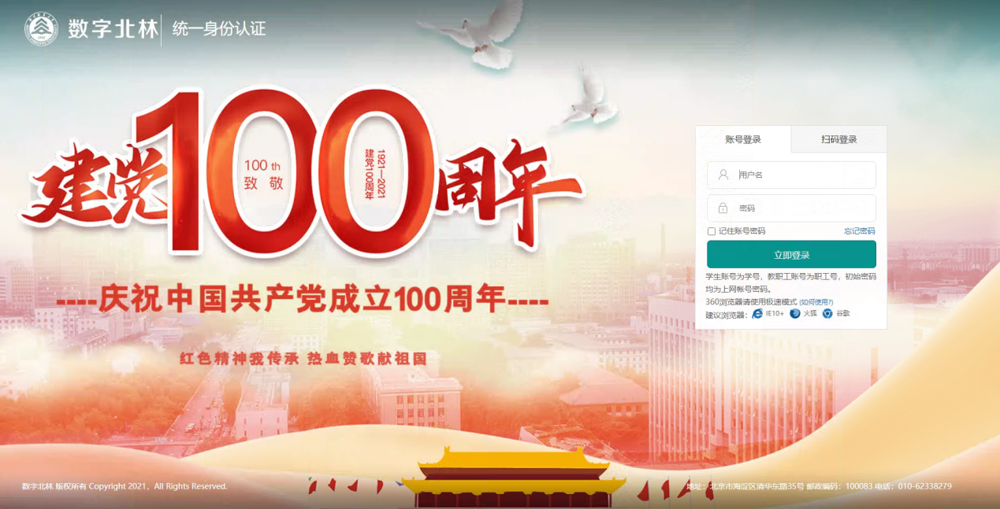 数字北林 统一身份认证
建党100周年
100 th
致 敬
1921—2021
建党100周年
----庆祝中国共产党成立100周年----
红色精神我传承 热血赞歌献祖国
账号登录 扫码登录
用户名
密码
记住账号密码 忘记密码
立即登录
学生账号为学号，教职工账号为职工号，初始密码
均为上网帐号密码。
360浏览器请使用极速模式 (如何使用?)
建议浏览器： IE10+ 火狐 谷歌
数字北林 版权所有 Copyright 2021，All Rights Reserved.
地址：北京市海淀区清华东路35号 邮政编码：100083 电话：010-62338279